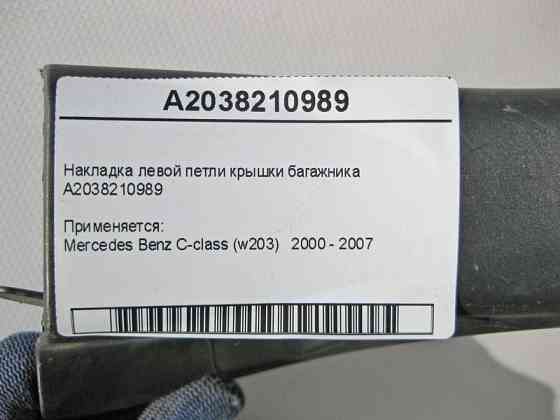 A2038210989
Накладка левой петли крышки багажника
A2038210989
Применяется:
Mercedes Benz C-class (w203) 2000 - 2007